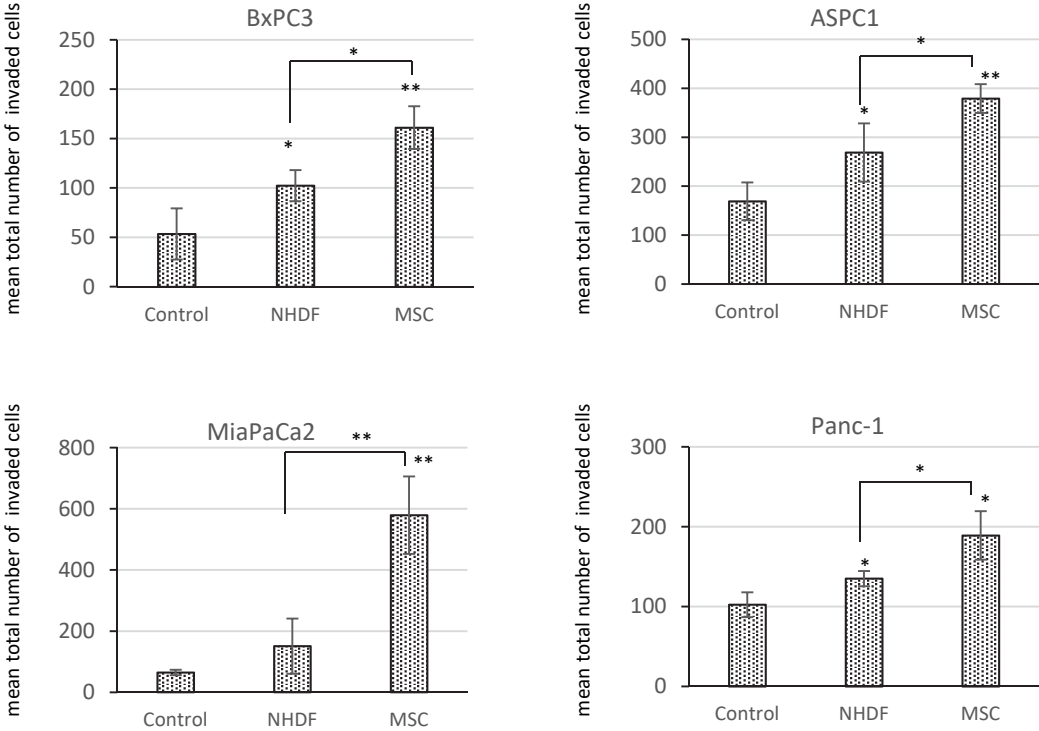 BxPC3
mean total number of invaded cells
250
200
150
100
50
0
*
*
**
Control
NHDF
MSC
ASPC1
mean total number of invaded cells
500
400
300
200
100
0
*
*
**
Control
NHDF
MSC
MiaPaCa2
mean total number of invaded cells
800
600
400
200
0
**
**
Control
NHDF
MSC
Panc-1
mean total number of invaded cells
300
200
100
0
*
*
*
Control
NHDF
MSC